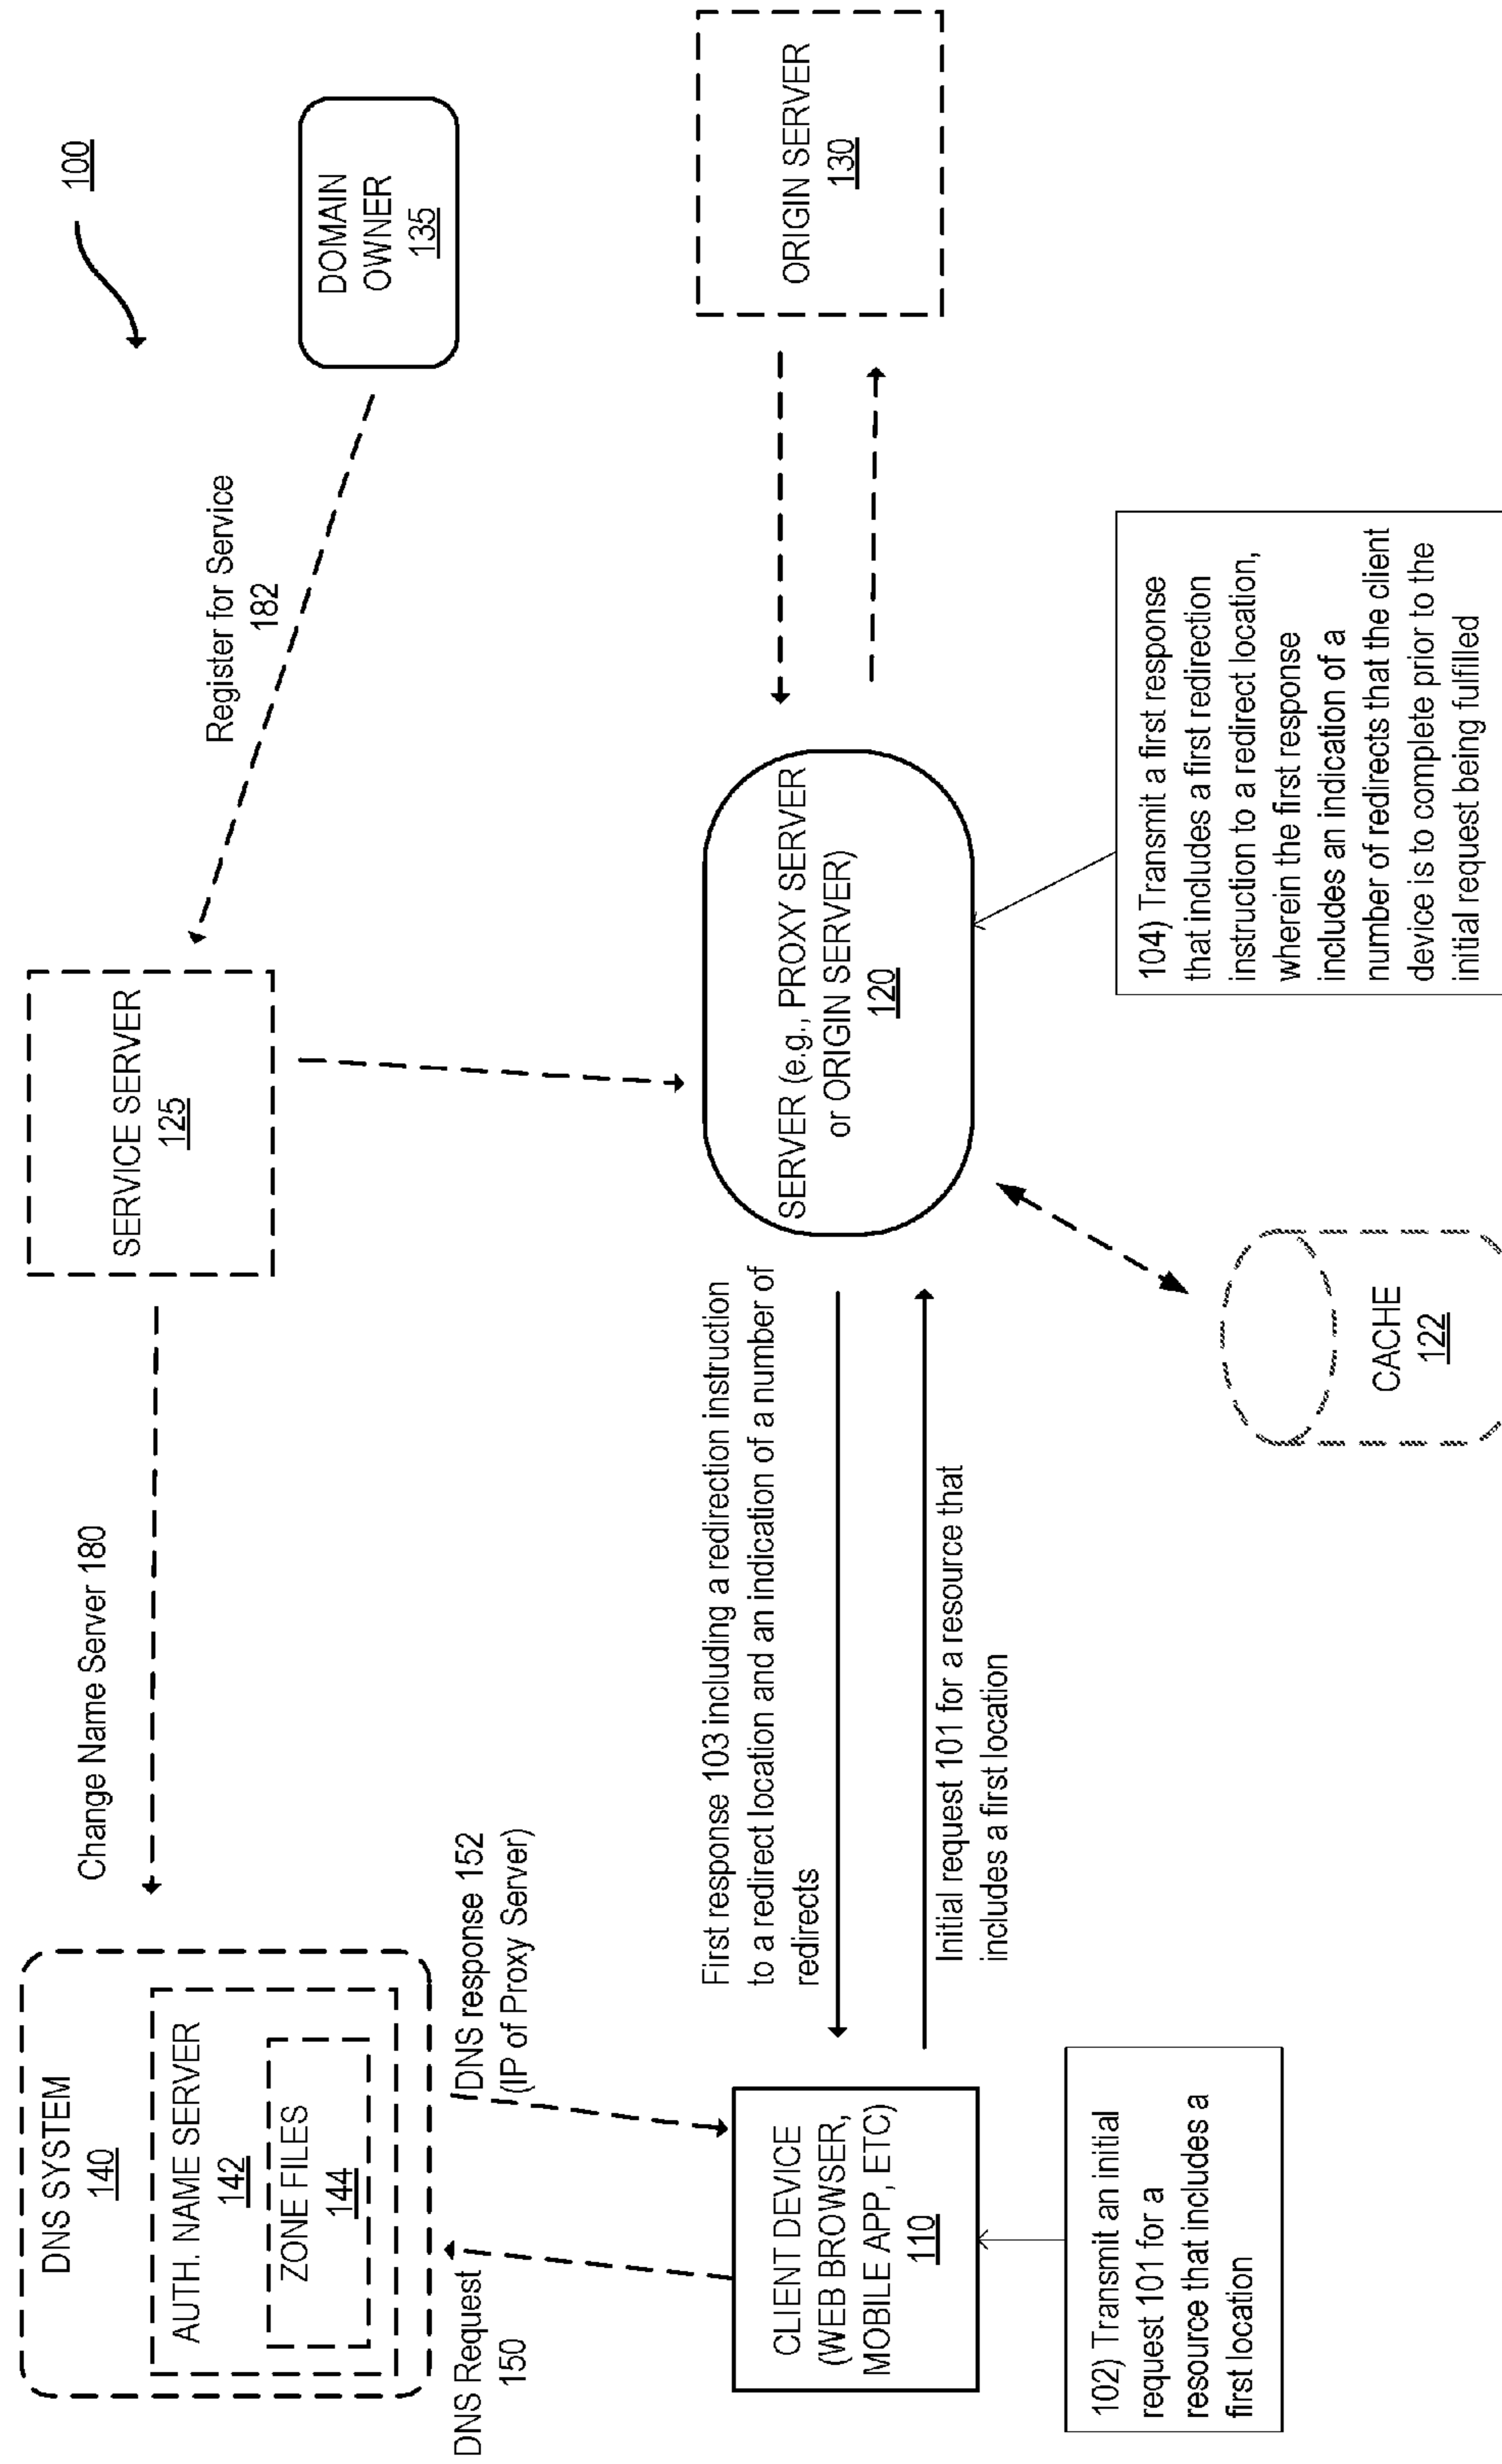 100
DNS SYSTEM
140
AUTH. NAME SERVER
142
ZONE FILES
144
Change Name Server 180
SERVICE SERVER
125
Register for Service
182
DOMAIN
OWNER
135
DNS Request
150
DNS response 152
(IP of Proxy Server)
CLIENT DEVICE
(WEB BROWSER,
MOBILE APP, ETC)
110
First response 103 including a redirection instruction
to a redirect location and an indication of a number of
redirects
Initial request 101 for a resource that
includes a first location
SERVER (e.g., PROXY SERVER
or ORIGIN SERVER)
120
ORIGIN SERVER
130
102) Transmit an initial
request 101 for a
resource that includes a
first location
CACHE
122
104) Transmit a first response
that includes a first redirection
instruction to a redirect location,
wherein the first response
includes an indication of a
number of redirects that the client
device is to complete prior to the
initial request being fulfilled